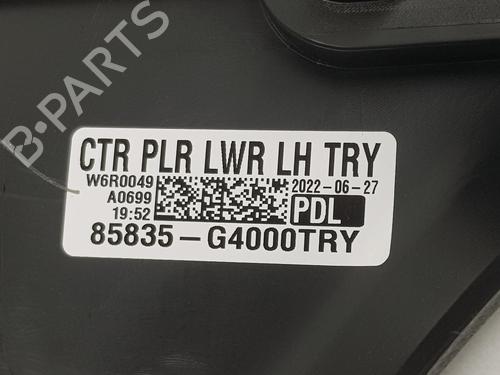 B-PARTS
CTR PLR LWR LH TRY
W6R0049
2022-06-27
A0699
19:52
PDL
85835-G4000TRY